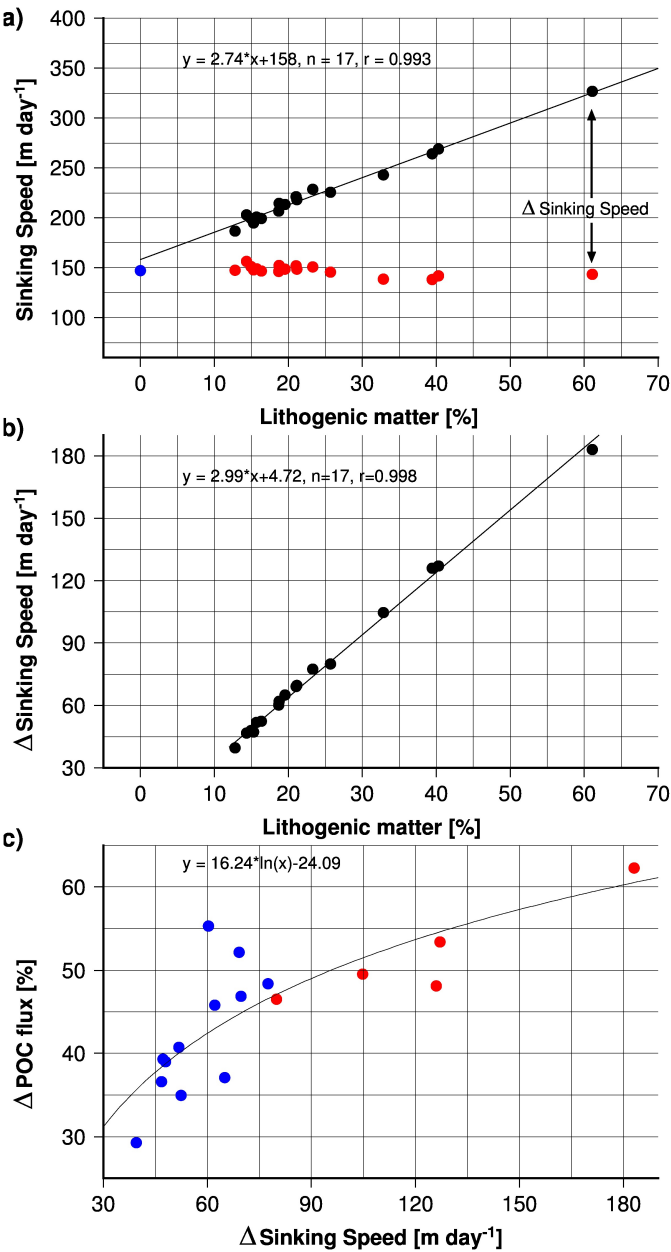 a)
400
350
300
250
200
150
100
Sinking Speed [m day⁻¹]
y = 2.74*x+158, n = 17, r = 0.993
Δ Sinking Speed
0 10 20 30 40 50 60 70
Lithogenic matter [%]
b)
180
150
120
90
60
30
Δ Sinking Speed [m day⁻¹]
y = 2.99*x+4.72, n=17, r=0.998
0 10 20 30 40 50 60 70
Lithogenic matter [%]
c)
60
50
40
30
Δ POC flux [%]
y = 16.24*ln(x)-24.09
30 60 90 120 150 180
Δ Sinking Speed [m day⁻¹]